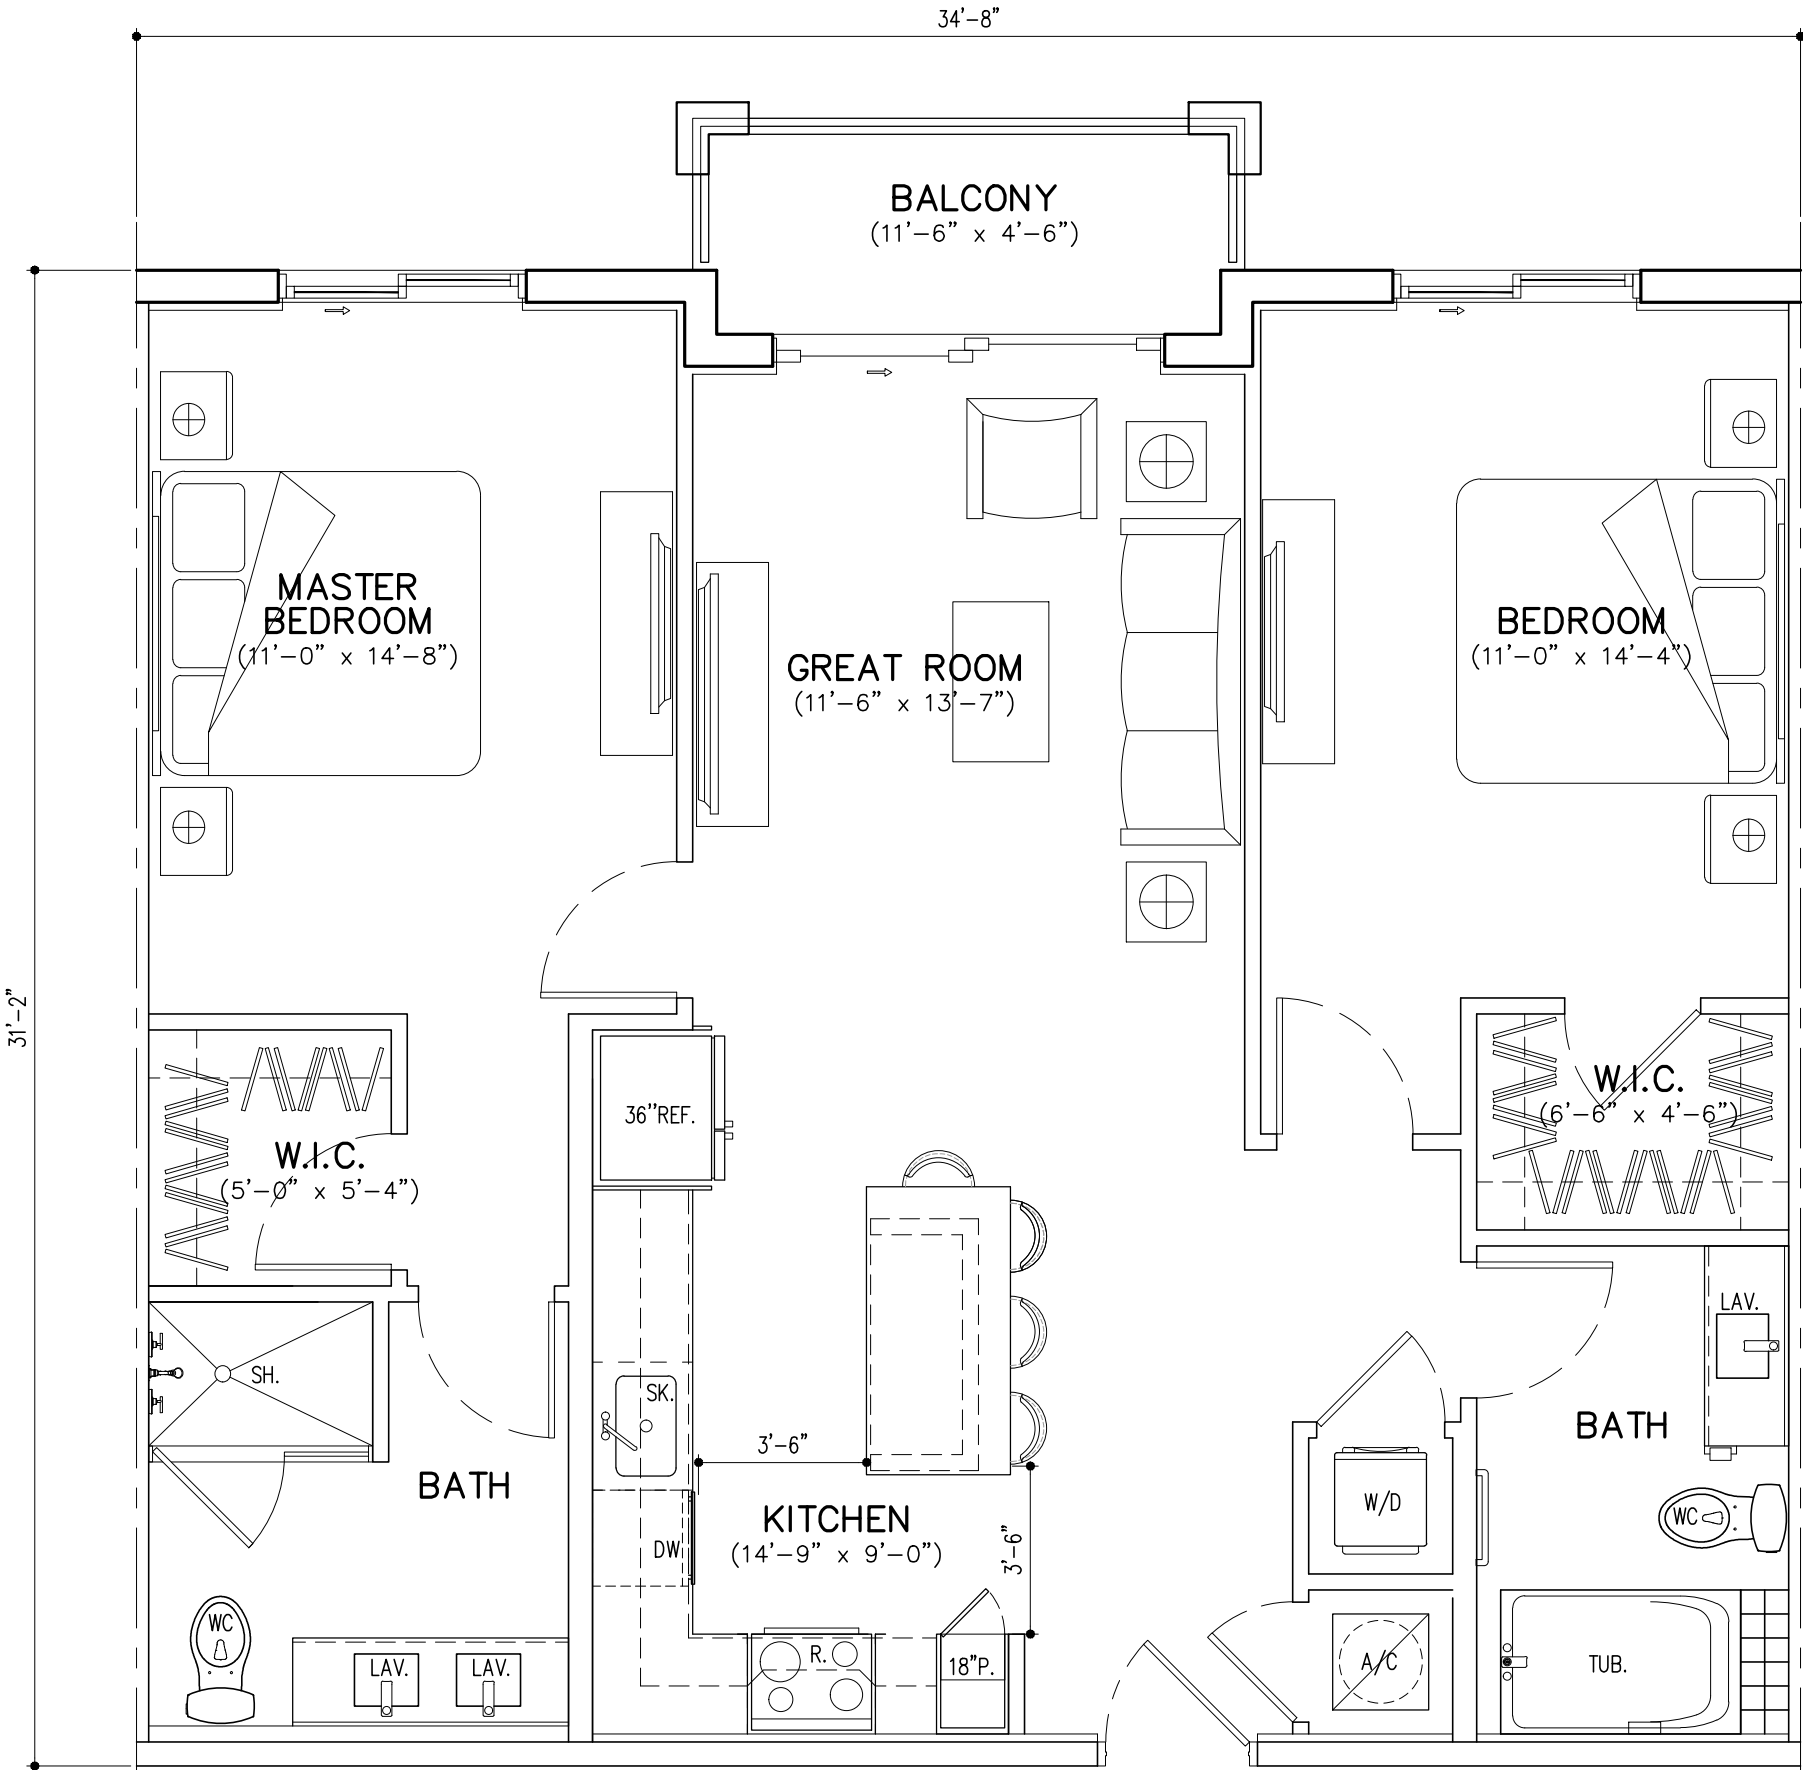 34'-8"
BALCONY
(11'-6" x 4'-6")
31'-2"
MASTER
BEDROOM
(11'-0" x 14'-8")
GREAT ROOM
(11'-6" x 13'-7")
BEDROOM
(11'-0" x 14'-4")
W.I.C.
(6'-6" x 4'-6")
36"REF.
W.I.C.
(5'-0" x 5'-4")
LAV.
SH.
SK.
3'-6"
BATH
BATH
W/D
WC
KITCHEN
(14'-9" x 9'-0")
DW
3'-6"
WC
LAV.
LAV.
R.
18"P.
A/C
TUB.